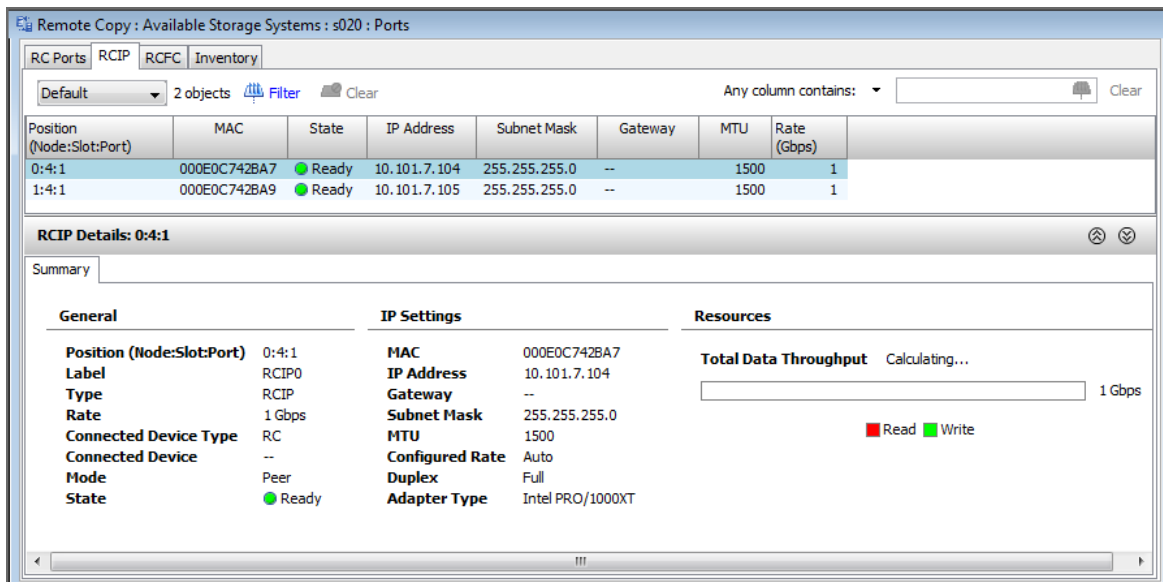 Remote Copy : Available Storage Systems : s020 : Ports
RC Ports RCIP RCFC Inventory
Default 2 objects Filter Clear Any column contains: Clear
Position (Node:Slot:Port) MAC State IP Address Subnet Mask Gateway MTU Rate (Gbps)
0:4:1 000E0C742BA7 Ready 10.101.7.104 255.255.255.0 -- 1500 1
1:4:1 000E0C742BA9 Ready 10.101.7.105 255.255.255.0 -- 1500 1
RCIP Details: 0:4:1
Summary
General
Position (Node:Slot:Port) 0:4:1
Label RCIP0
Type RCIP
Rate 1 Gbps
Connected Device Type RC
Connected Device --
Mode Peer
State Ready
IP Settings
MAC 000E0C742BA7
IP Address 10.101.7.104
Gateway --
Subnet Mask 255.255.255.0
MTU 1500
Configured Rate Auto
Duplex Full
Adapter Type Intel PRO/1000XT
Resources
Total Data Throughput Calculating...
1 Gbps
Read Write